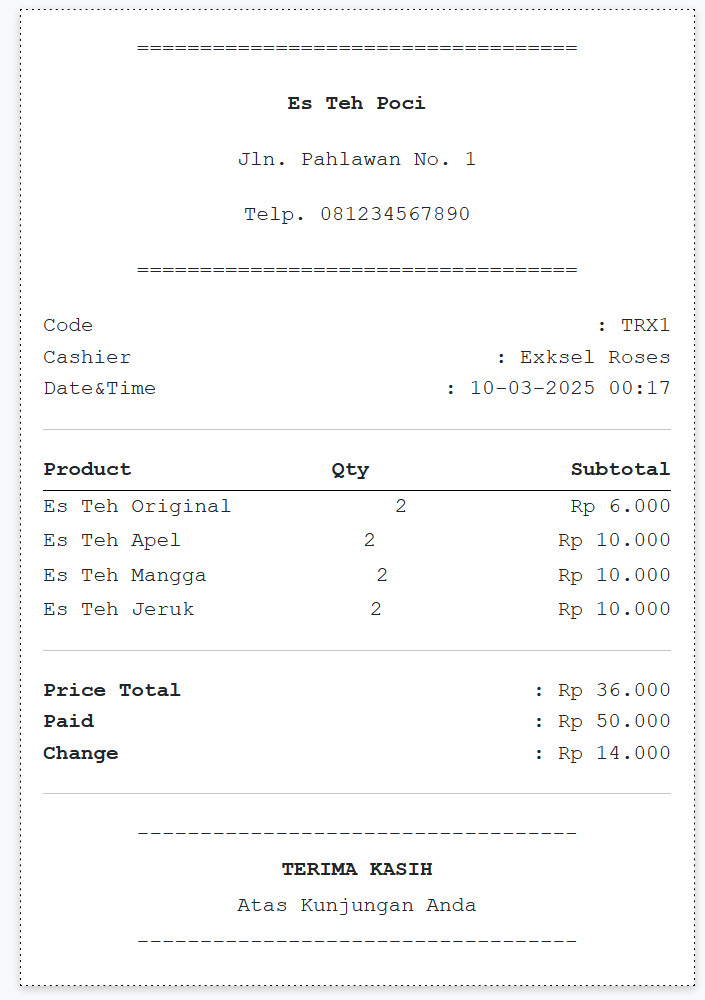 ===================================
Es Teh Poci
Jln. Pahlawan No. 1
Telp. 081234567890
===================================
Code : TRX1
Cashier : Exksel Roses
Date&Time : 10-03-2025 00:17
Product Qty Subtotal
Es Teh Original 2 Rp 6.000
Es Teh Apel 2 Rp 10.000
Es Teh Mangga 2 Rp 10.000
Es Teh Jeruk 2 Rp 10.000
Price Total : Rp 36.000
Paid : Rp 50.000
Change : Rp 14.000
-----------------------------------
TERIMA KASIH
Atas Kunjungan Anda
-----------------------------------